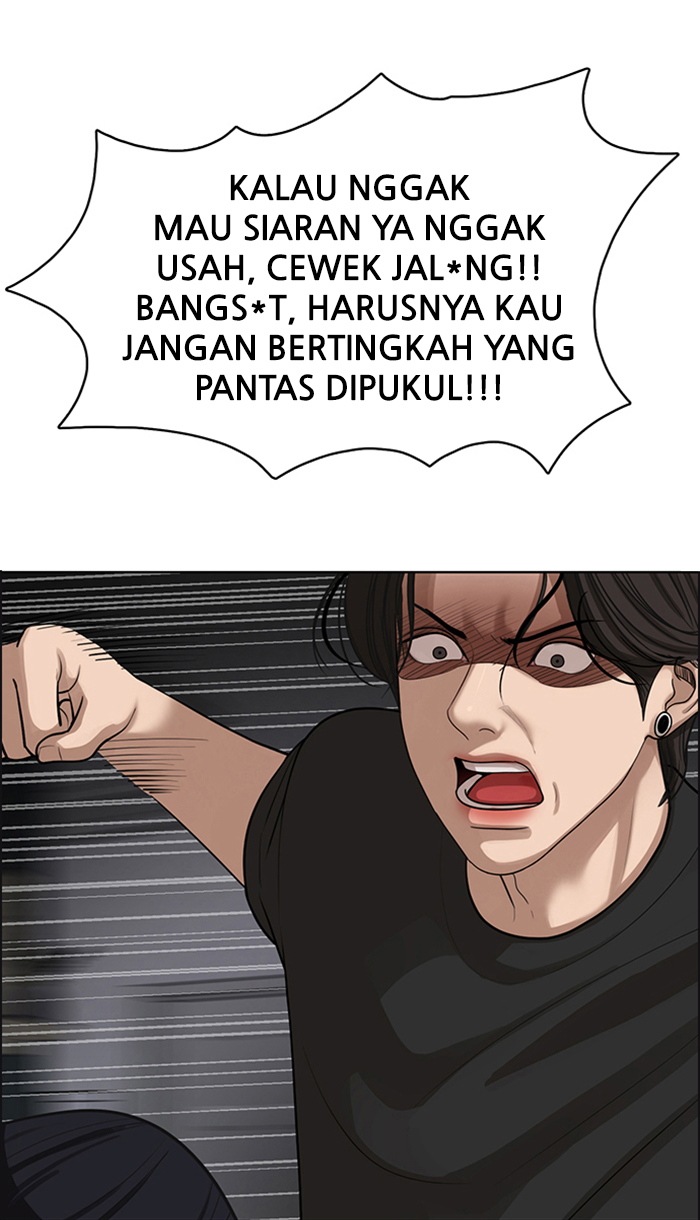 KALAU NGGAK
MAU SIARAN YA NGGAK
USAH, CEWEK JAL*NG!!
BANGS*T, HARUSNYA KAU
JANGAN BERTINGKAH YANG
PANTAS DIPUKUL!!!